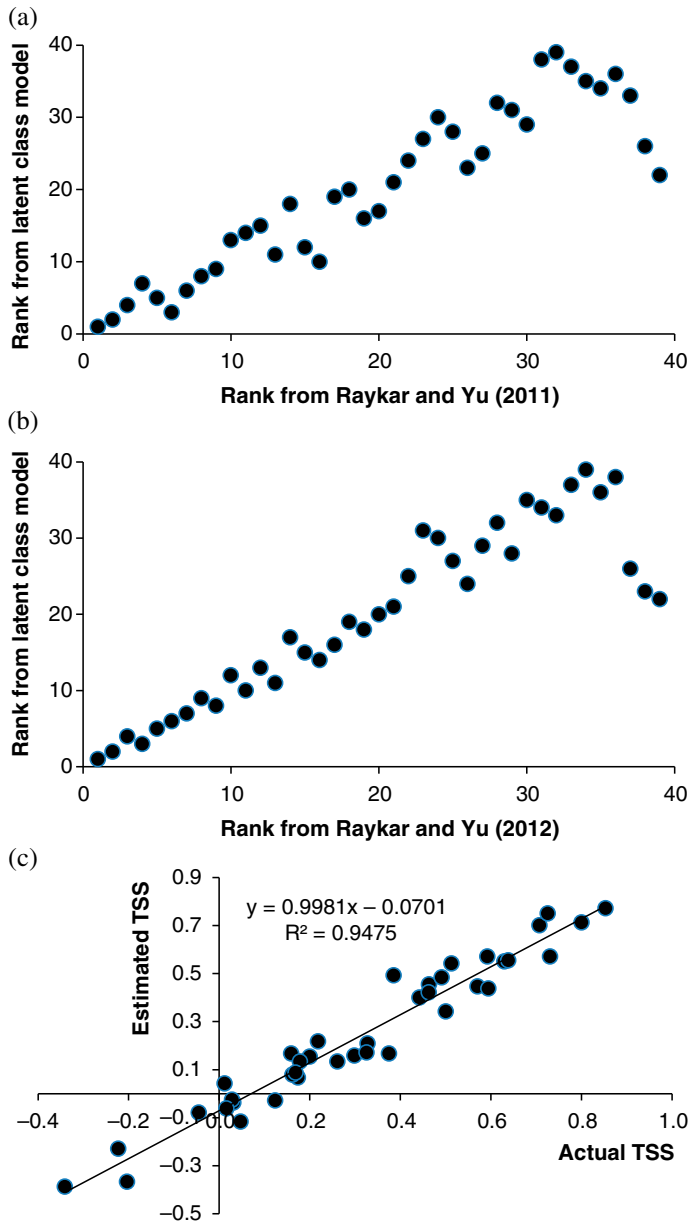 (a)
40
30
20
10
0
0 10 20 30 40
Rank from latent class model
Rank from Raykar and Yu (2011)
(b)
40
30
20
10
0
0 10 20 30 40
Rank from latent class model
Rank from Raykar and Yu (2012)
(c)
0.9
0.7
0.5
0.3
0.1
−0.1
−0.3
−0.5
Estimated TSS
y = 0.9981x – 0.0701
R² = 0.9475
−0.4 −0.2 0.0 0.2 0.4 0.6 0.8 1.0
Actual TSS